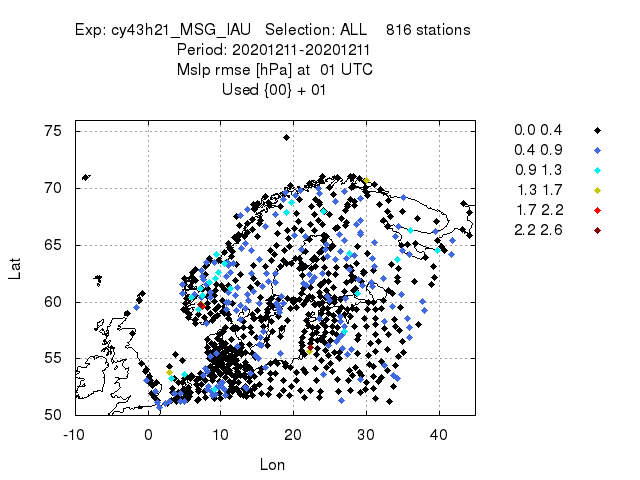 Exp: cy43h21_MSG_IAU Selection: ALL 816 stations
Period: 20201211-20201211
Mslp rmse [hPa] at 01 UTC
Used {00} + 01
0.0 0.4
0.4 0.9
0.9 1.3
1.3 1.7
1.7 2.2
2.2 2.6
75
70
65
60
55
50
Lat
-10 0 10 20 30 40
Lon